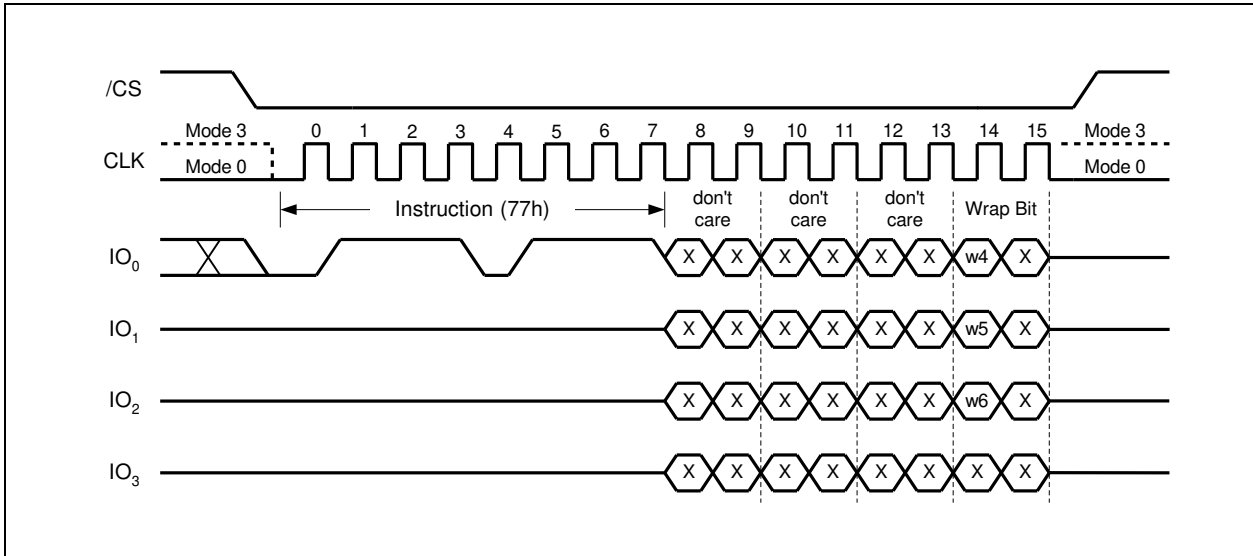 /CS
Mode 3 0 1 2 3 4 5 6 7 8 9 10 11 12 13 14 15 Mode 3
CLK Mode 0 Mode 0
Instruction (77h) don't care don't care don't care Wrap Bit
IO0 X X X X X X w4 X
IO1 X X X X X X w5 X
IO2 X X X X X X w6 X
IO3 X X X X X X X X